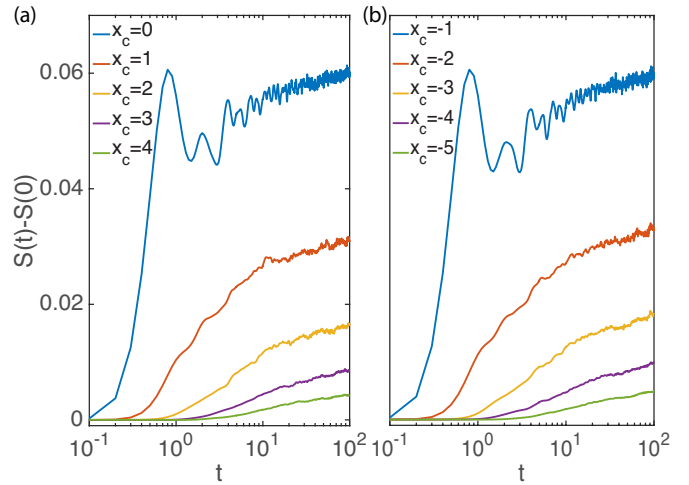 (a)
(b)
x_c=0
x_c=1
x_c=2
x_c=3
x_c=4
x_c=-1
x_c=-2
x_c=-3
x_c=-4
x_c=-5
S(t)-S(0)
0.06
0.04
0.02
0
10^-1
10^0
10^1
10^2
10^-1
10^0
10^1
10^2
t
t